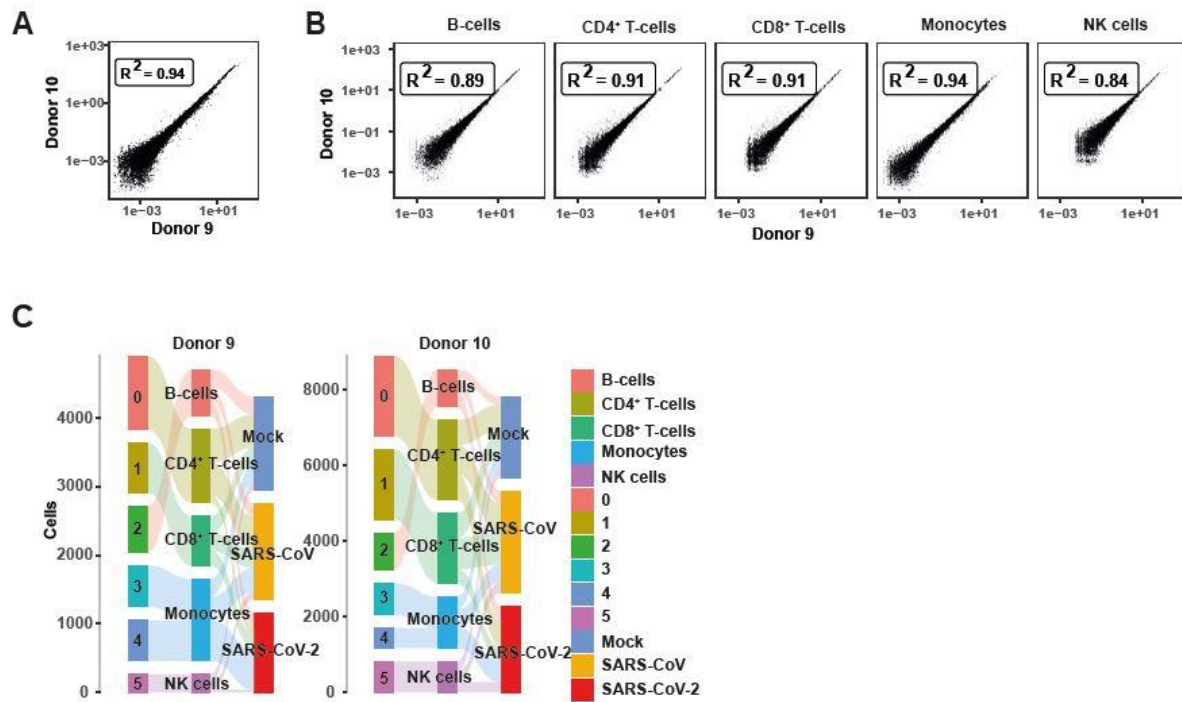 A
1e+03
1e+00
1e-03
Donor 10
R² = 0.94
1e-03 1e+01
Donor 9
B
B-cells CD4⁺ T-cells CD8⁺ T-cells Monocytes NK cells
1e+03
1e+01
1e-01
1e-03
Donor 10
R² = 0.89 R² = 0.91 R² = 0.91 R² = 0.94 R² = 0.84
1e-03 1e+01 1e-03 1e+01 1e-03 1e+01 1e-03 1e+01 1e-03 1e+01
Donor 9
C
Donor 9
Cells
4000
3000
2000
1000
0
0
1
2
3
4
5
B-cells
CD4⁺ T-cells
CD8⁺ T-cells
Monocytes
NK cells
Mock
SARS-CoV
SARS-CoV-2
Donor 10
8000
6000
4000
2000
0
0
1
2
3
4
5
B-cells
CD4⁺ T-cells
CD8⁺ T-cells
Monocytes
NK cells
Mock
SARS-CoV
SARS-CoV-2
B-cells
CD4⁺ T-cells
CD8⁺ T-cells
Monocytes
NK cells
0
1
2
3
4
5
Mock
SARS-CoV
SARS-CoV-2